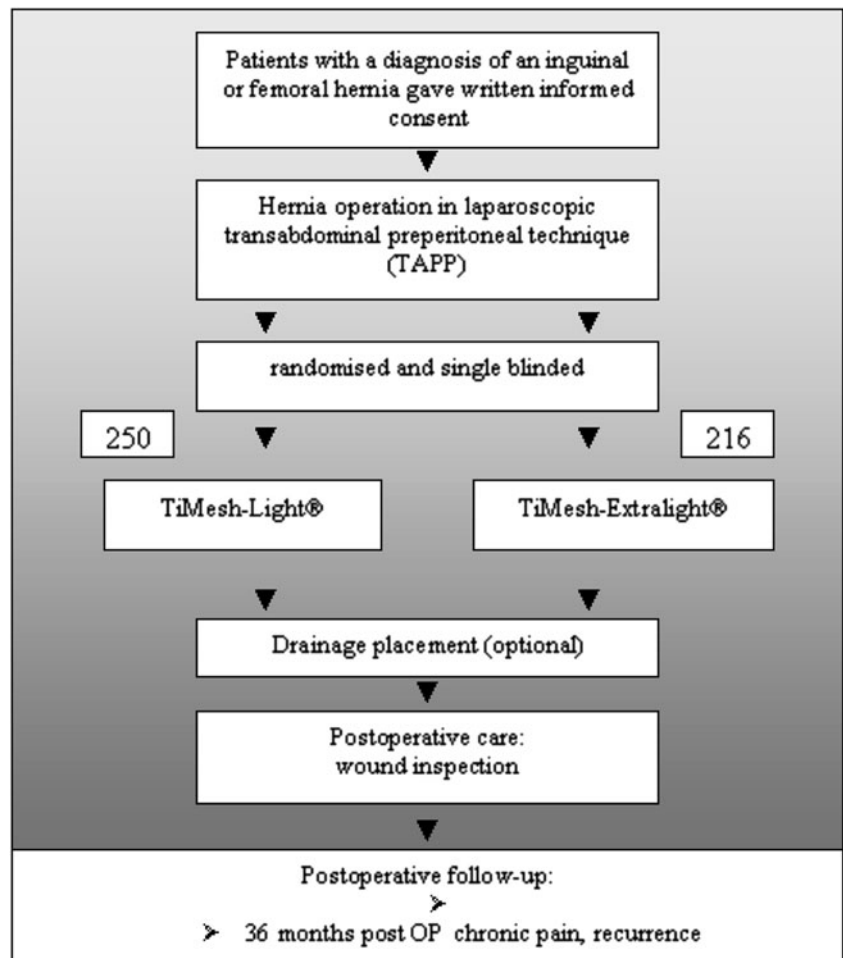 Patients with a diagnosis of an inguinal
or femoral hernia gave written informed
consent
Hernia operation in laparoscopic
transabdominal preperitoneal technique
(TAPP)
randomised and single blinded
250
216
TiMesh-Light®
TiMesh-Extralight®
Drainage placement (optional)
Postoperative care:
wound inspection
Postoperative follow-up:
➢
➢ 36 months post OP chronic pain, recurrence